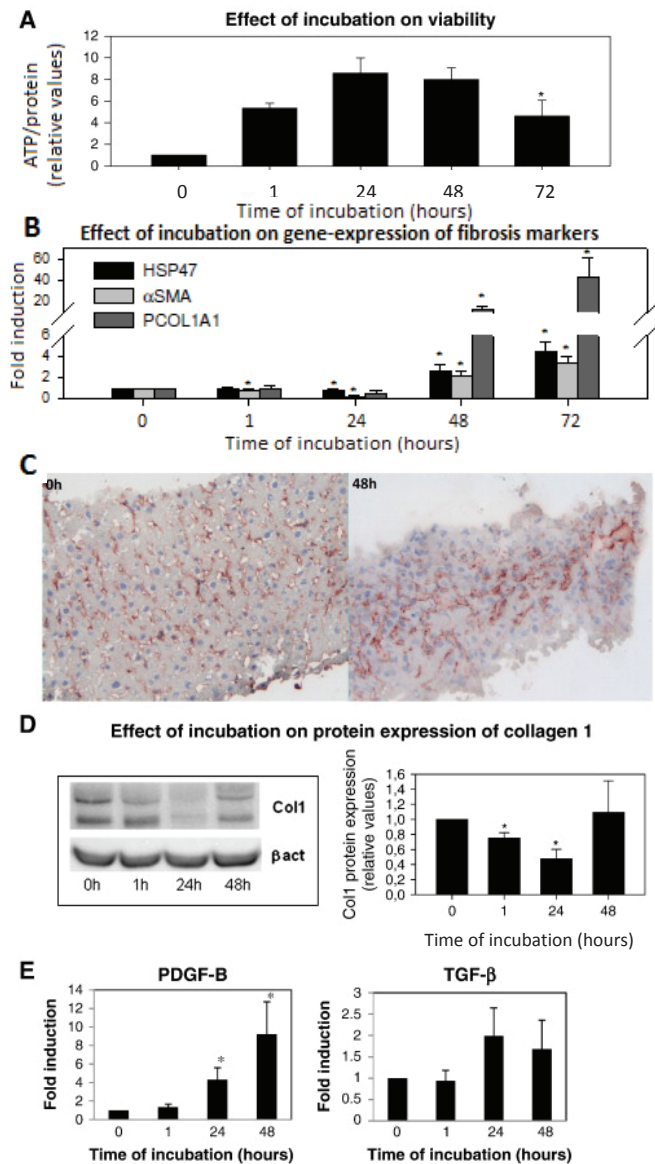 A
Effect of incubation on viability
ATP/protein
(relative values)
12
10
8
6
4
2
0
*
0 1 24 48 72
Time of incubation (hours)
B
Effect of incubation on gene-expression of fibrosis markers
Fold induction
60
40
20
6
4
2
0
HSP47
αSMA
PCOL1A1
* * * * * * * * *
0 1 24 48 72
Time of incubation (hours)
C
0h
48h
D
Effect of incubation on protein expression of collagen 1
Col1
βact
0h 1h 24h 48h
Col1 protein expression
(relative values)
1,6
1,4
1,2
1,0
0,8
0,6
0,4
0,2
0,0
* *
0 1 24 48
Time of incubation (hours)
E
PDGF-B
Fold induction
14
12
10
8
6
4
2
0
* *
0 1 24 48
Time of incubation (hours)
TGF-β
Fold induction
3
2.5
2
1.5
1
0.5
0
0 1 24 48
Time of incubation (hours)